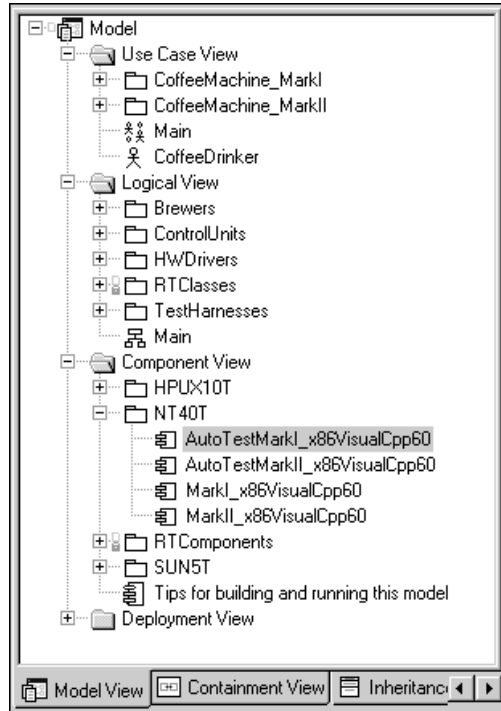 Model
Use Case View
CoffeeMachine_MarkI
CoffeeMachine_MarkII
Main
CoffeeDrinker
Logical View
Brewers
ControlUnits
HWDrivers
RTClasses
TestHarnesses
Main
Component View
HPUX10T
NT40T
AutoTestMarkI_x86VisualCpp60
AutoTestMarkII_x86VisualCpp60
MarkI_x86VisualCpp60
MarkII_x86VisualCpp60
RTComponents
SUN5T
Tips for building and running this model
Deployment View
Model View Containment View Inheritanc